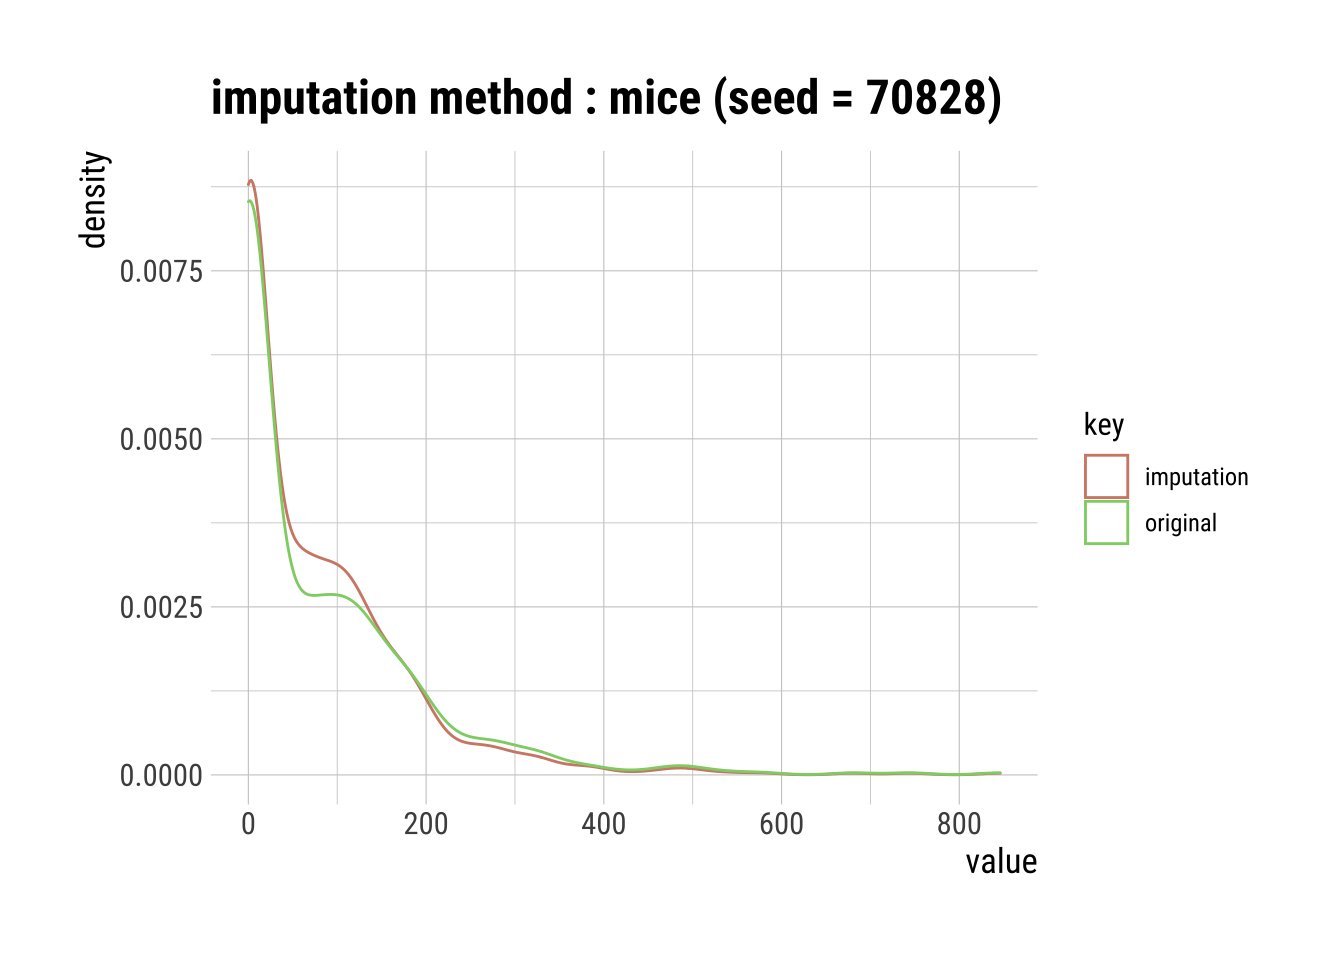 imputation method : mice (seed = 70828)
density
0.0075
0.0050
0.0025
0.0000
0 200 400 600 800
value
key
imputation
original